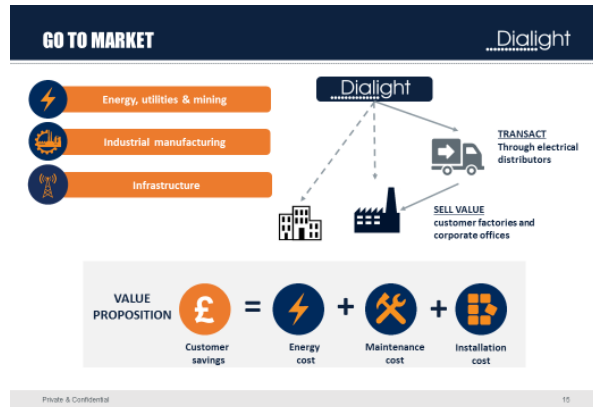 GO TO MARKET
Dialight
Energy, utilities & mining
Industrial manufacturing
Infrastructure
Dialight
TRANSACT
Through electrical
distributors
SELL VALUE
customer factories and
corporate offices
VALUE
PROPOSITION
£
=
+
+
Customer
savings
Energy
cost
Maintenance
cost
Installation
cost
Private & Confidential
15